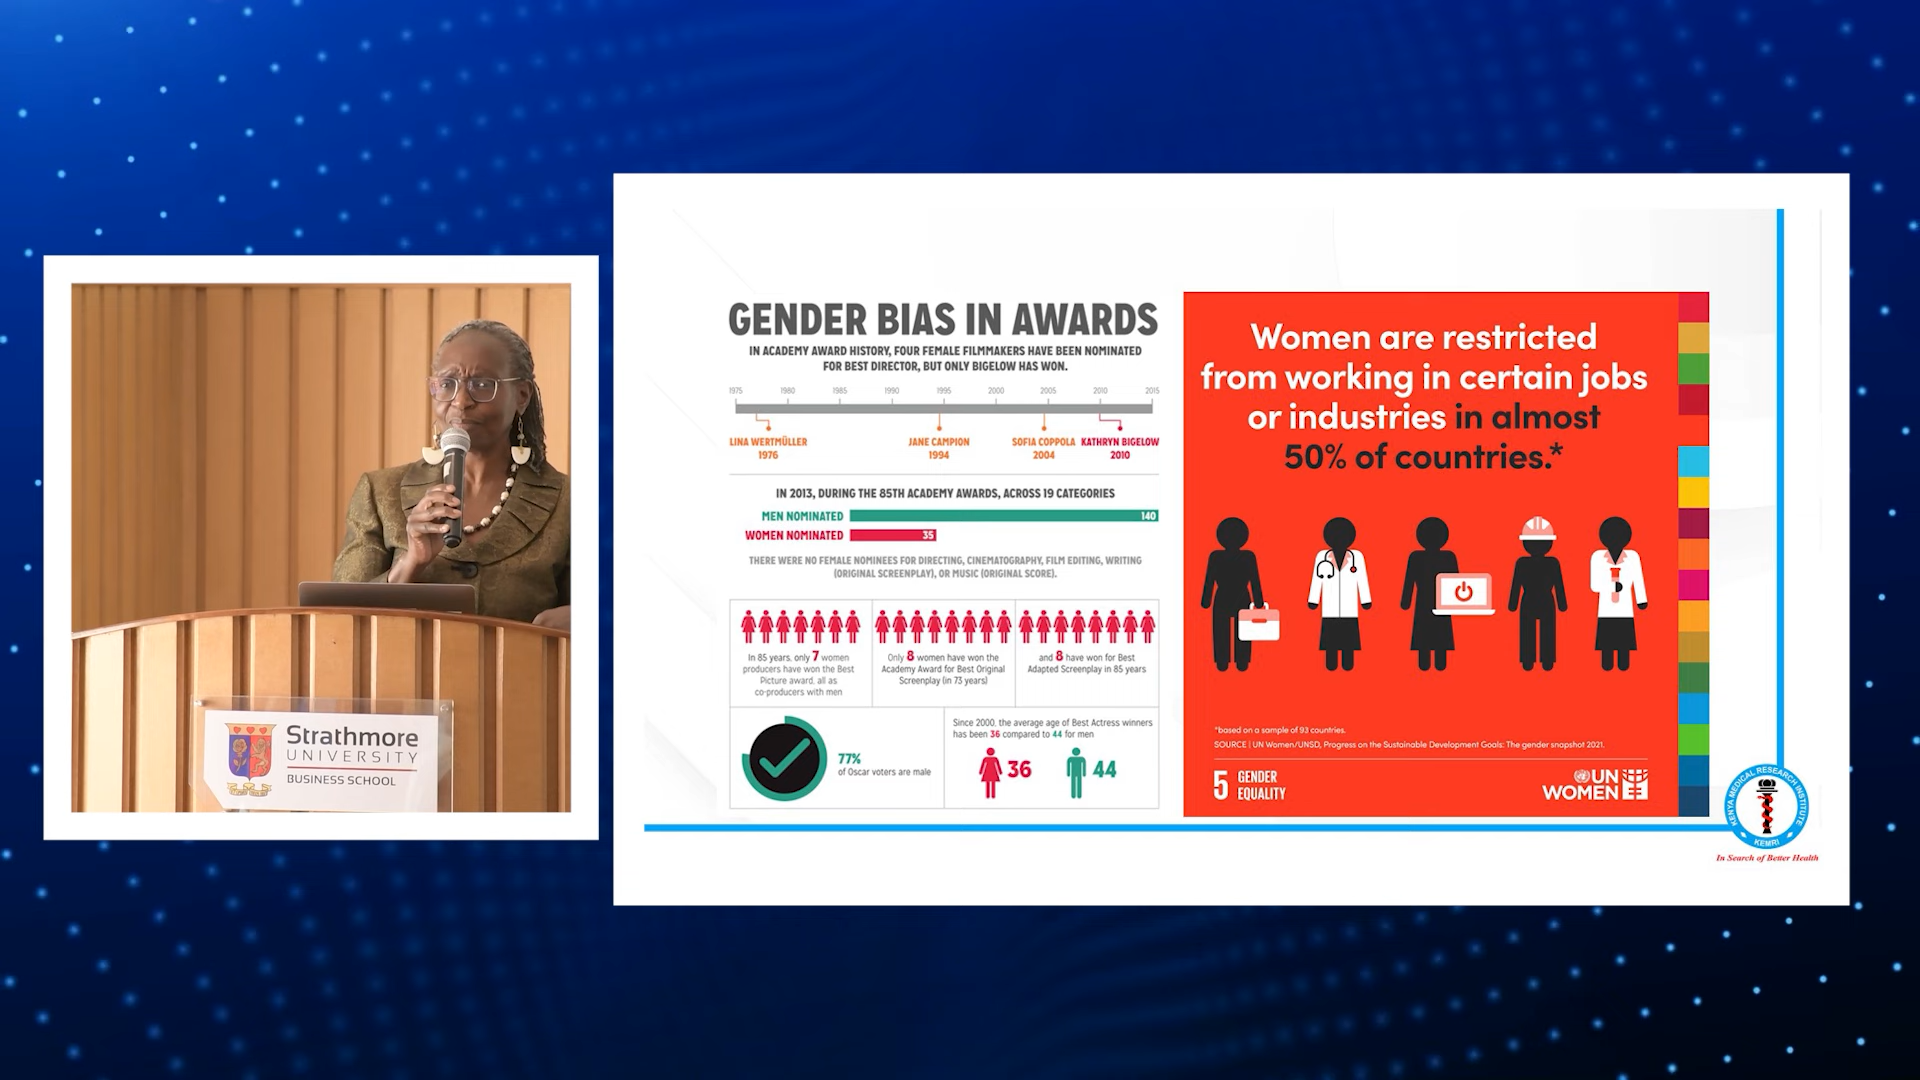 Strathmore
UNIVERSITY
BUSINESS SCHOOL
GENDER BIAS IN AWARDS
IN ACADEMY AWARD HISTORY, FOUR FEMALE FILMMAKERS HAVE BEEN NOMINATED
FOR BEST DIRECTOR, BUT ONLY BIGELOW HAS WON.
1975 1980 1985 1990 1995 2000 2005 2010 2015
LINA WERTMÜLLER
1976
JANE CAMPION
1994
SOFIA COPPOLA
2004
KATHRYN BIGELOW
2010
IN 2013, DURING THE 85TH ACADEMY AWARDS, ACROSS 19 CATEGORIES
MEN NOMINATED 140
WOMEN NOMINATED 35
THERE WERE NO FEMALE NOMINEES FOR DIRECTING, CINEMATOGRAPHY, FILM EDITING, WRITING
(ORIGINAL SCREENPLAY), OR MUSIC (ORIGINAL SCORE).
In 85 years, only 7 women
producers have won the Best
Picture award, all as
co-producers with men
Only 8 women have won the
Academy Award for Best Original
Screenplay (in 73 years)
and 8 have won for Best
Adapted Screenplay in 85 years
77%
of Oscar voters are male
Since 2000, the average age of Best Actress winners
has been 36 compared to 44 for men
36
44
Women are restricted
from working in certain jobs
or industries in almost
50% of countries.*
*based on a sample of 93 countries.
SOURCE | UN Women/UNSD, Progress on the Sustainable Development Goals: The gender snapshot 2021.
5 GENDER
EQUALITY
UN
WOMEN
KENYA MEDICAL RESEARCH INSTITUTE
KEMRI
In Search of Better Health